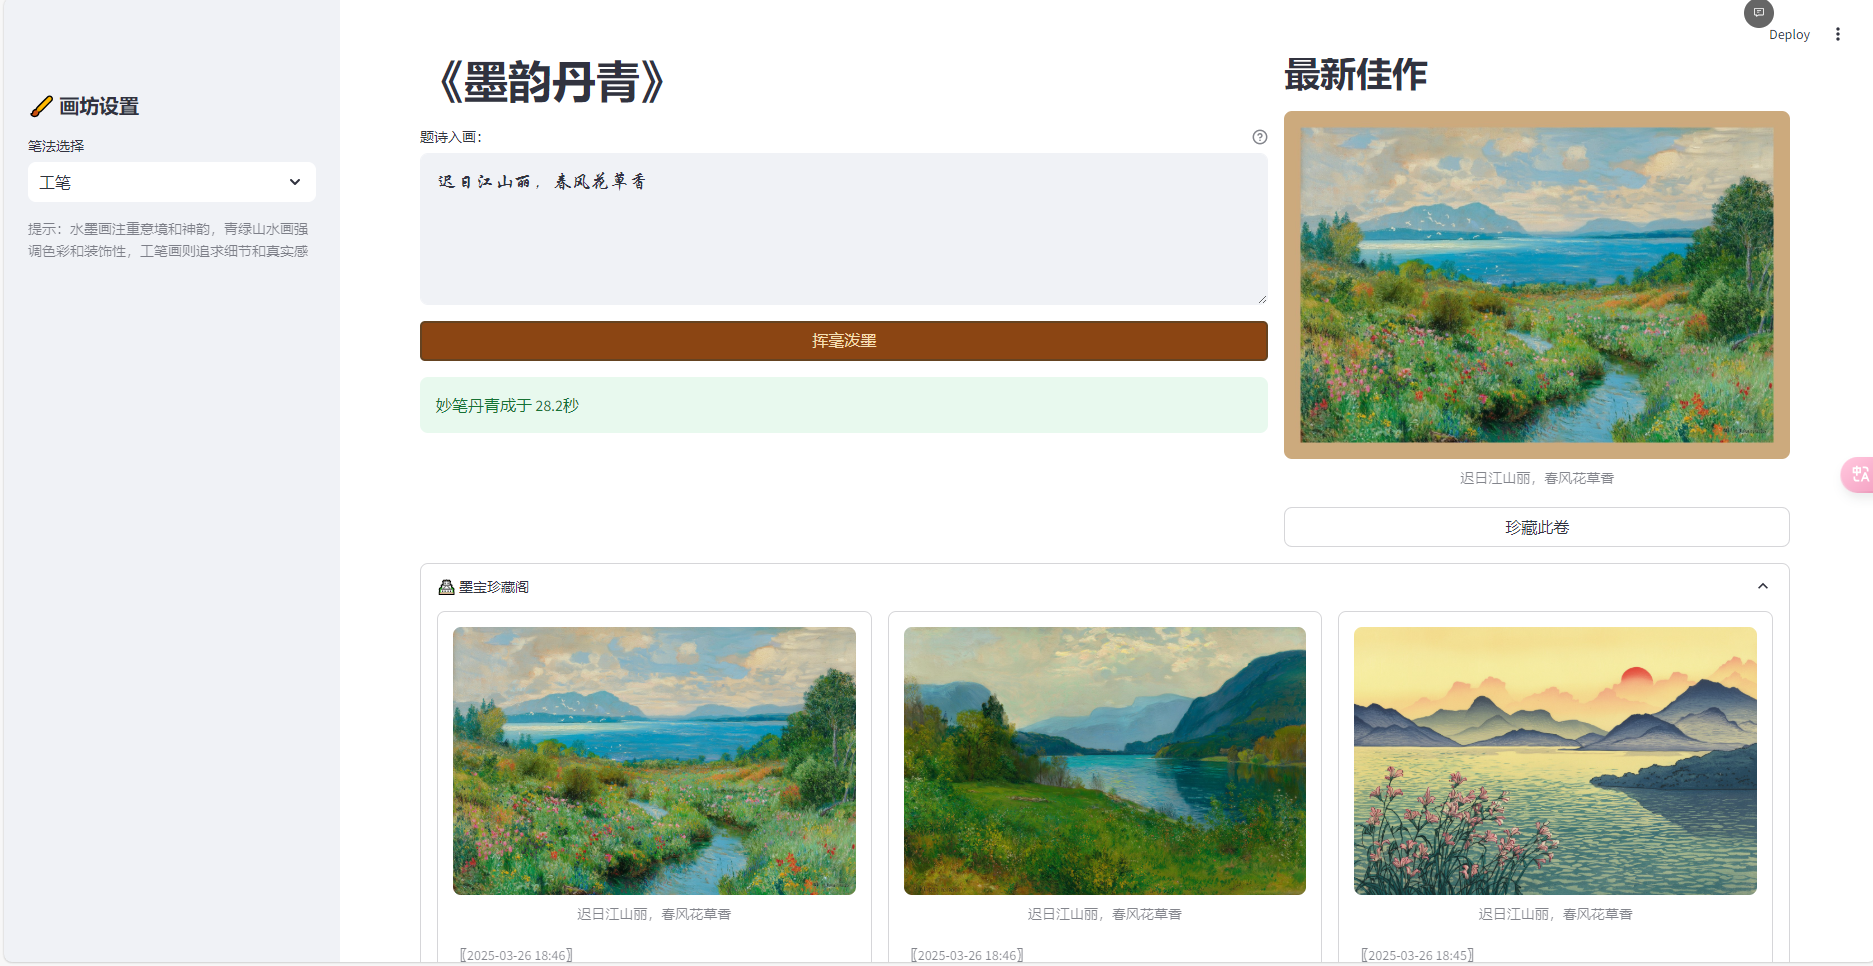 Deploy
画坊设置
笔法选择
工笔
提示：水墨画注重意境和神韵，青绿山水画强
调色彩和装饰性，工笔画则追求细节和真实感
《墨韵丹青》
题诗入画：
迟日江山丽，春风花草香
挥毫泼墨
妙笔丹青成于 28.2秒
最新佳作
迟日江山丽，春风花草香
珍藏此卷
墨宝珍藏阁
迟日江山丽，春风花草香
〖2025-03-26 18:46〗
迟日江山丽，春风花草香
〖2025-03-26 18:46〗
迟日江山丽，春风花草香
〖2025-03-26 18:45〗